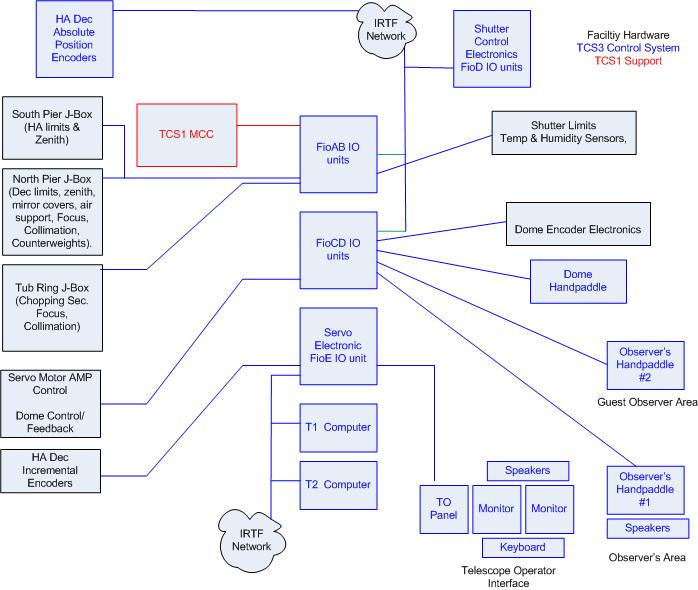 HA Dec
Absolute
Position
Encoders
IRTF
Network
Shutter
Control
Electronics
FioD IO units
Faciltiy Hardware
TCS3 Control System
TCS1 Support
South Pier J-Box
(HA limits &
Zenith)
TCS1 MCC
FioAB IO
units
Shutter Limits
Temp & Humidity Sensors,
North Pier J-Box
(Dec limits, zenith,
mirror covers, air
support, Focus,
Collimation,
Counterweights).
FioCD IO
units
Dome Encoder Electronics
Dome
Handpaddle
Tub Ring J-Box
(Chopping Sec.
Focus,
Collimation)
Servo
Electronic
FioE IO unit
Observer's
Handpaddle
#2
Guest Observer Area
Servo Motor AMP
Control
Dome Control/
Feedback
T1 Computer
HA Dec
Incremental
Encoders
T2 Computer
Speakers
TO
Panel
Monitor
Monitor
Keyboard
Telescope Operator
Interface
Observer's
Handpaddle
#1
Speakers
Observer's Area
IRTF
Network